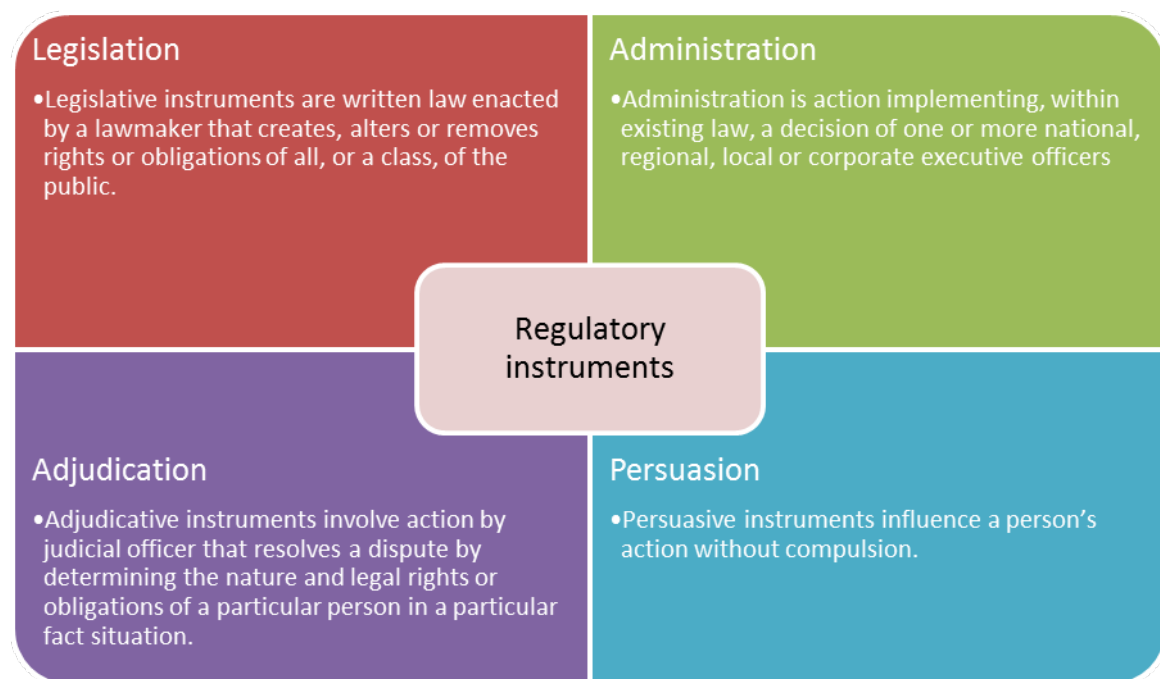 Legislation
•Legislative instruments are written law enacted
by a lawmaker that creates, alters or removes
rights or obligations of all, or a class, of the
public.
Administration
•Administration is action implementing, within
existing law, a decision of one or more national,
regional, local or corporate executive officers
Regulatory
instruments
Adjudication
•Adjudicative instruments involve action by
judicial officer that resolves a dispute by
determining the nature and legal rights or
obligations of a particular person in a particular
fact situation.
Persuasion
•Persuasive instruments influence a person’s
action without compulsion.